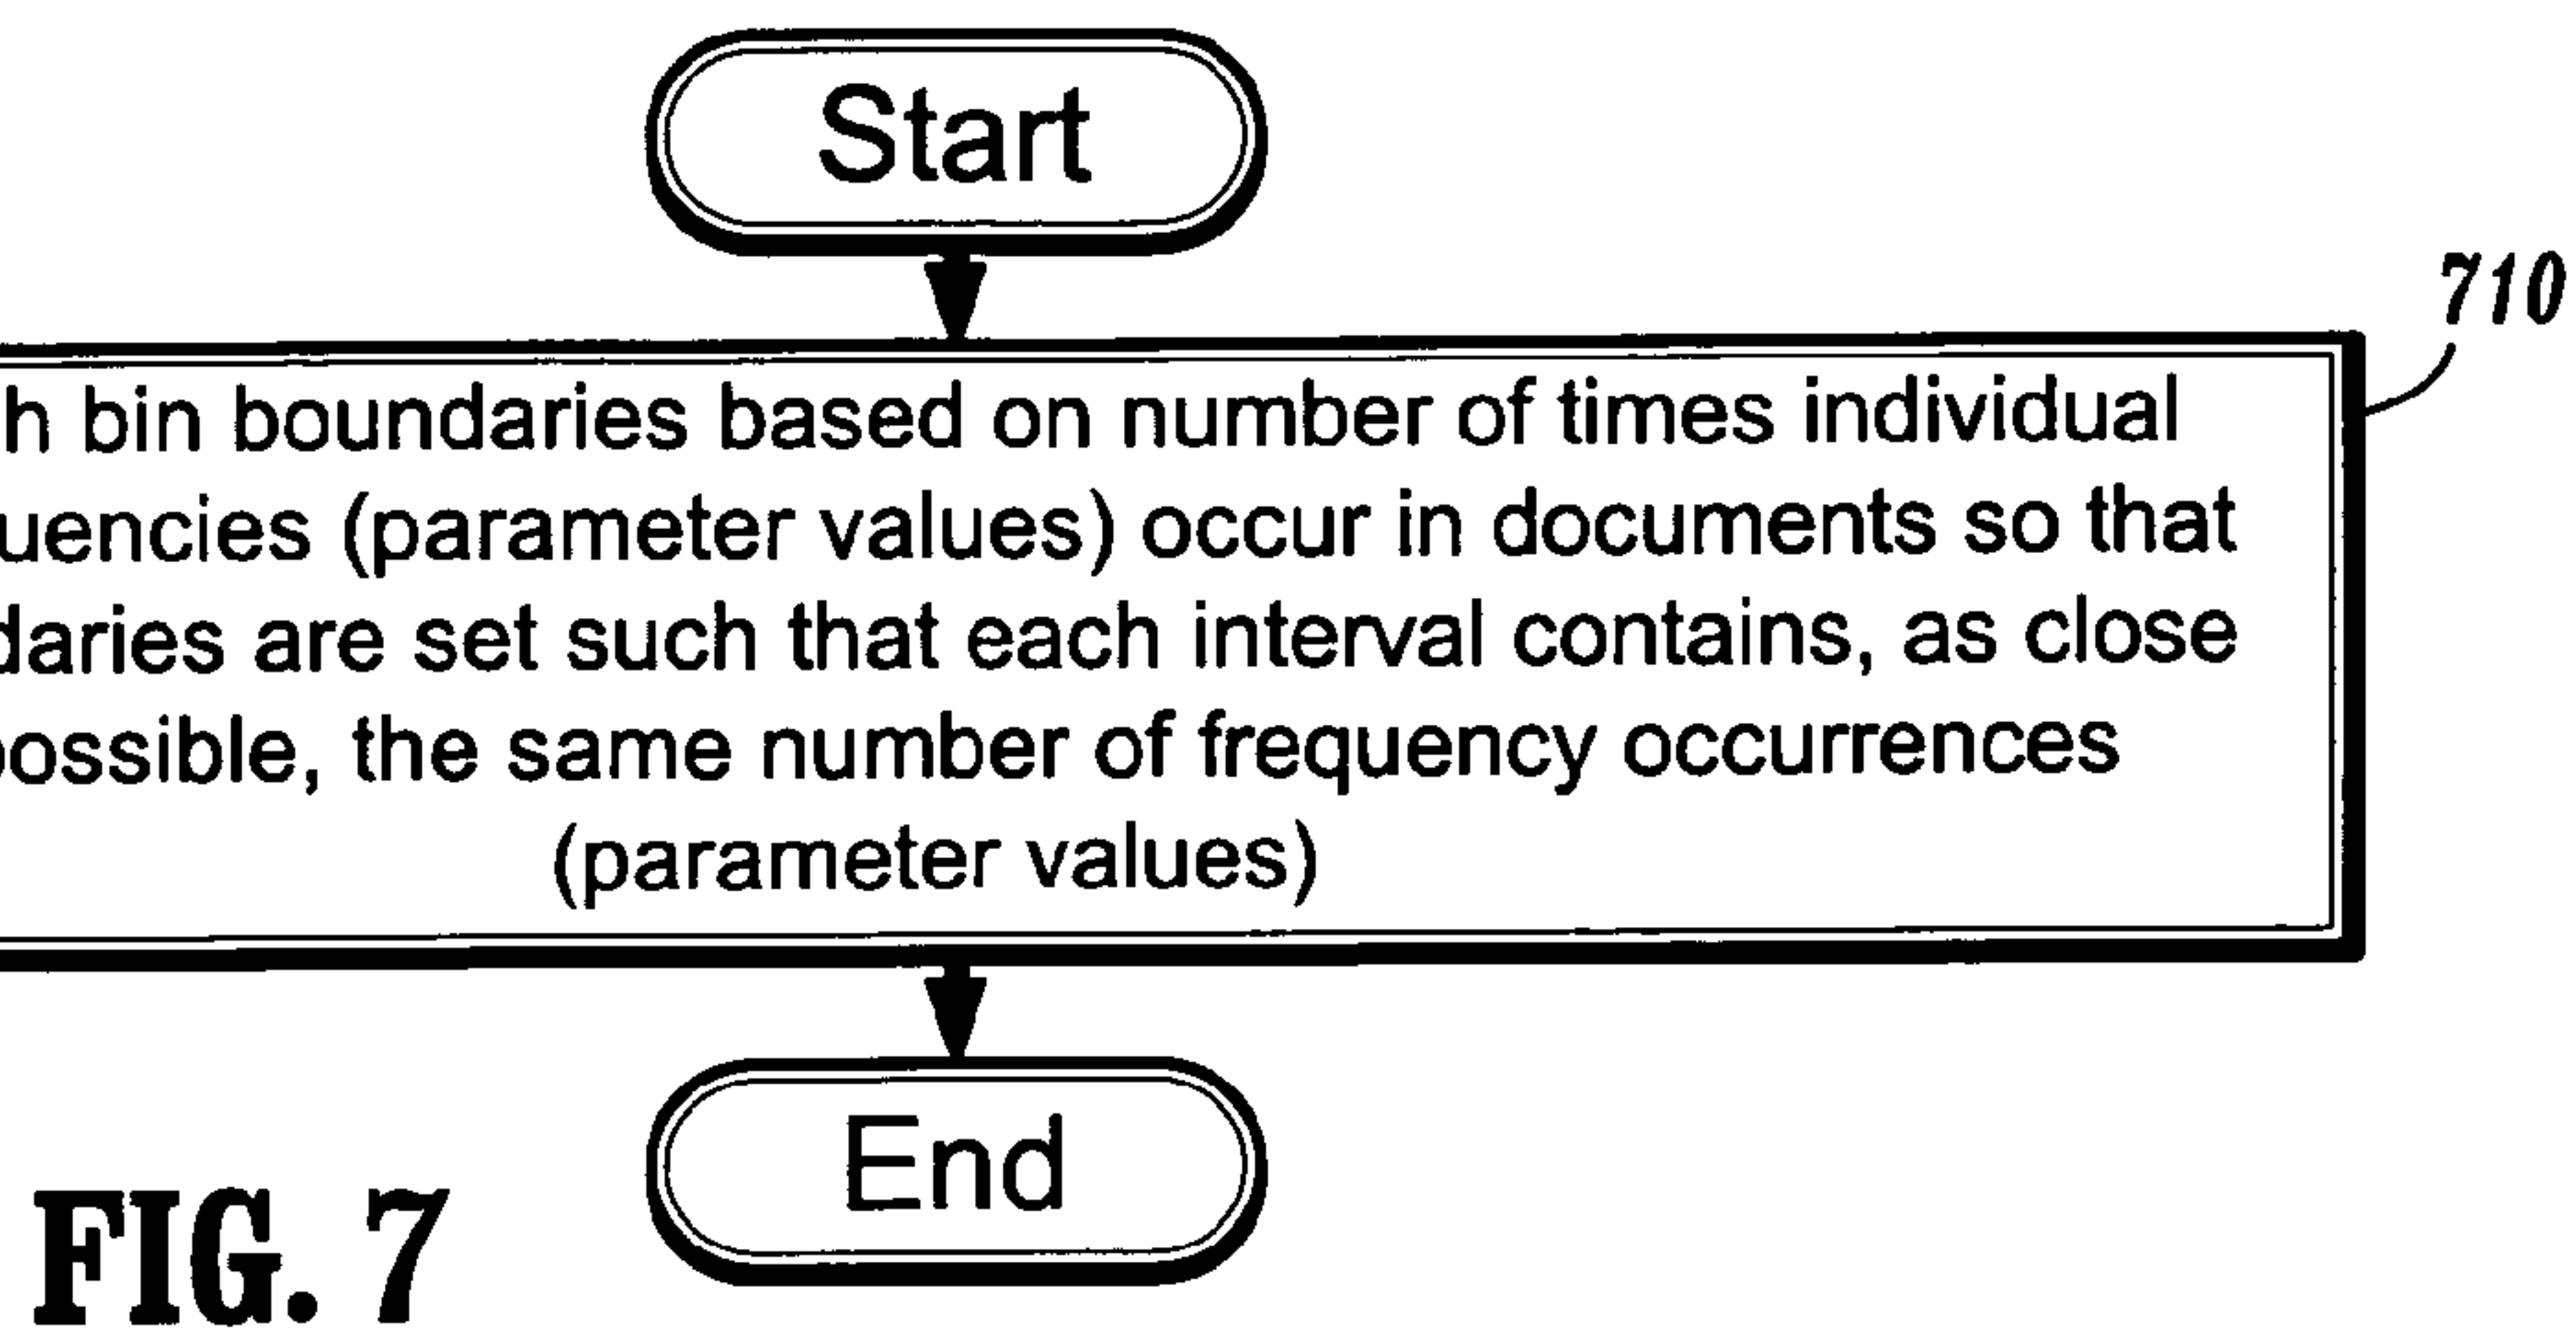 Start
710
h bin boundaries based on number of times individual
uencies (parameter values) occur in documents so that
daries are set such that each interval contains, as close
possible, the same number of frequency occurrences
(parameter values)
End
FIG. 7